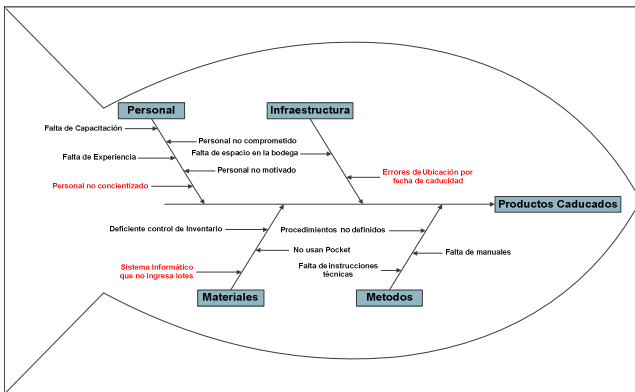 Personal
Infraestructura
Falta de Capacitación
Personal no comprometido
Falta de espacio en la bodega
Falta de Experiencia
Personal no motivado
Errores de Ubicación por
fecha de caducidad
Personal no concientizado
Productos Caducados
Deficiente control de Inventario
Procedimientos no definidos
No usan Pocket
Falta de manuales
Sistema Informático
que no ingresa lotes
Falta de instrucciones
técnicas
Materiales
Metodos